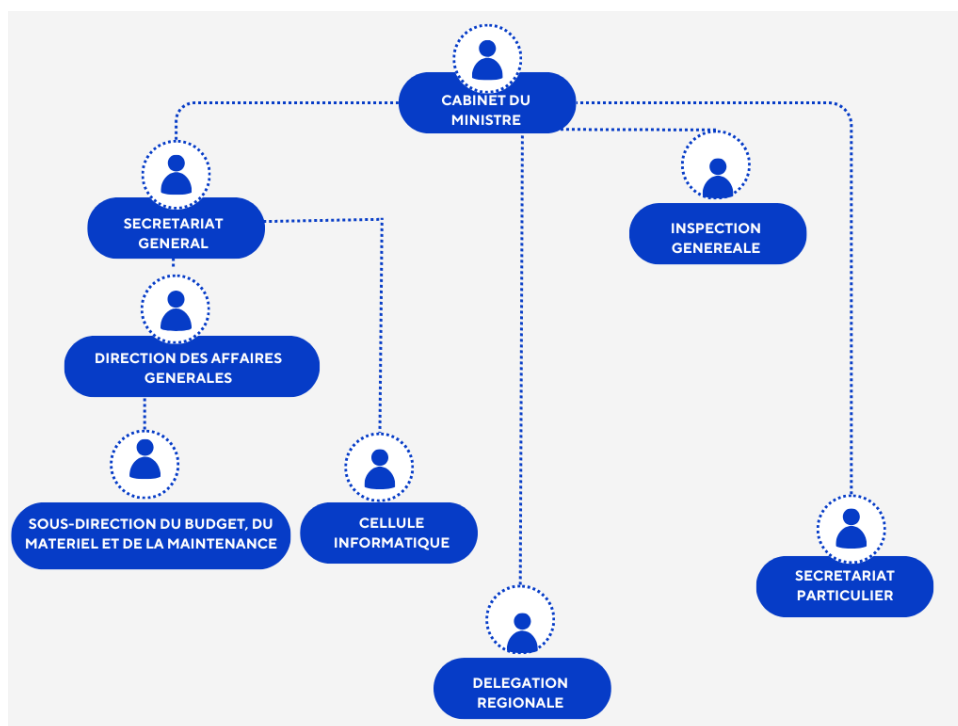 CABINET DU
MINISTRE
SECRETARIAT
GENERAL
INSPECTION
GENEREALE
DIRECTION DES AFFAIRES
GENERALES
SOUS-DIRECTION DU BUDGET, DU
MATERIEL ET DE LA MAINTENANCE
CELLULE
INFORMATIQUE
SECRETARIAT
PARTICULIER
DELEGATION
REGIONALE